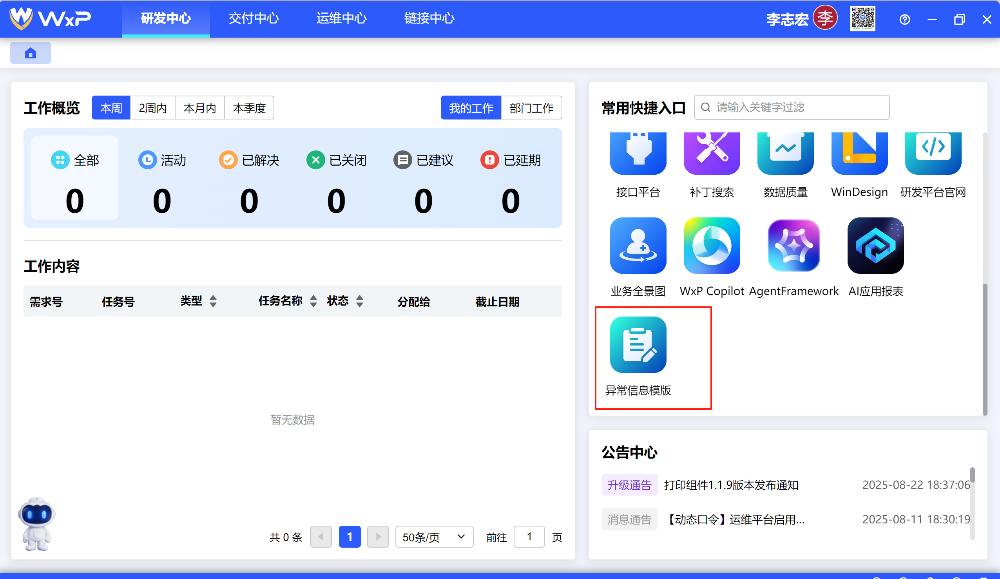 WxP 研发中心 交付中心 运维中心 链接中心 李志宏 李
工作概览 本周 2周内 本月内 本季度 我的工作 部门工作
全部 活动 已解决 已关闭 已建议 已延期
0 0 0 0 0 0
工作内容
需求号 任务号 类型 任务名称 状态 分配给 截止日期
暂无数据
共 0 条 1 50条/页 前往 1 页
常用快捷入口 请输入关键字过滤
接口平台 补丁搜索 数据质量 WinDesign 研发平台官网
业务全景图 WxP Copilot AgentFramework AI应用报表
异常信息模版
公告中心
升级通告 打印组件1.1.9版本发布通知 2025-08-22 18:37:06
消息通告 【动态口令】运维平台启用... 2025-08-11 18:30:19